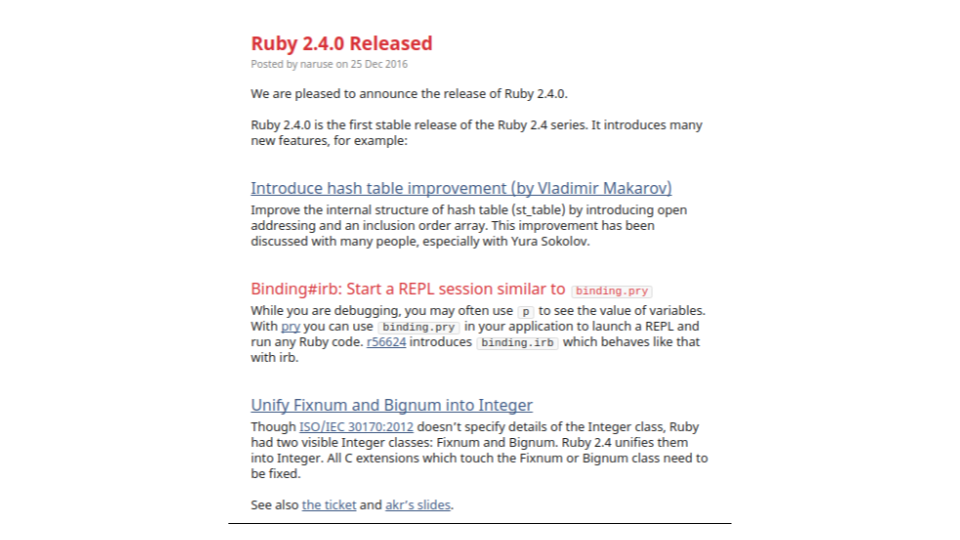 Ruby 2.4.0 Released
Posted by naruse on 25 Dec 2016
We are pleased to announce the release of Ruby 2.4.0.
Ruby 2.4.0 is the first stable release of the Ruby 2.4 series. It introduces many
new features, for example:
Introduce hash table improvement (by Vladimir Makarov)
Improve the internal structure of hash table (st_table) by introducing open
addressing and an inclusion order array. This improvement has been
discussed with many people, especially with Yura Sokolov.
Binding#irb: Start a REPL session similar to binding.pry
While you are debugging, you may often use p to see the value of variables.
With pry you can use binding.pry in your application to launch a REPL and
run any Ruby code. r56624 introduces binding.irb which behaves like that
with irb.
Unify Fixnum and Bignum into Integer
Though ISO/IEC 30170:2012 doesn't specify details of the Integer class, Ruby
had two visible Integer classes: Fixnum and Bignum. Ruby 2.4 unifies them
into Integer. All C extensions which touch the Fixnum or Bignum class need to
be fixed.
See also the ticket and akr's slides.